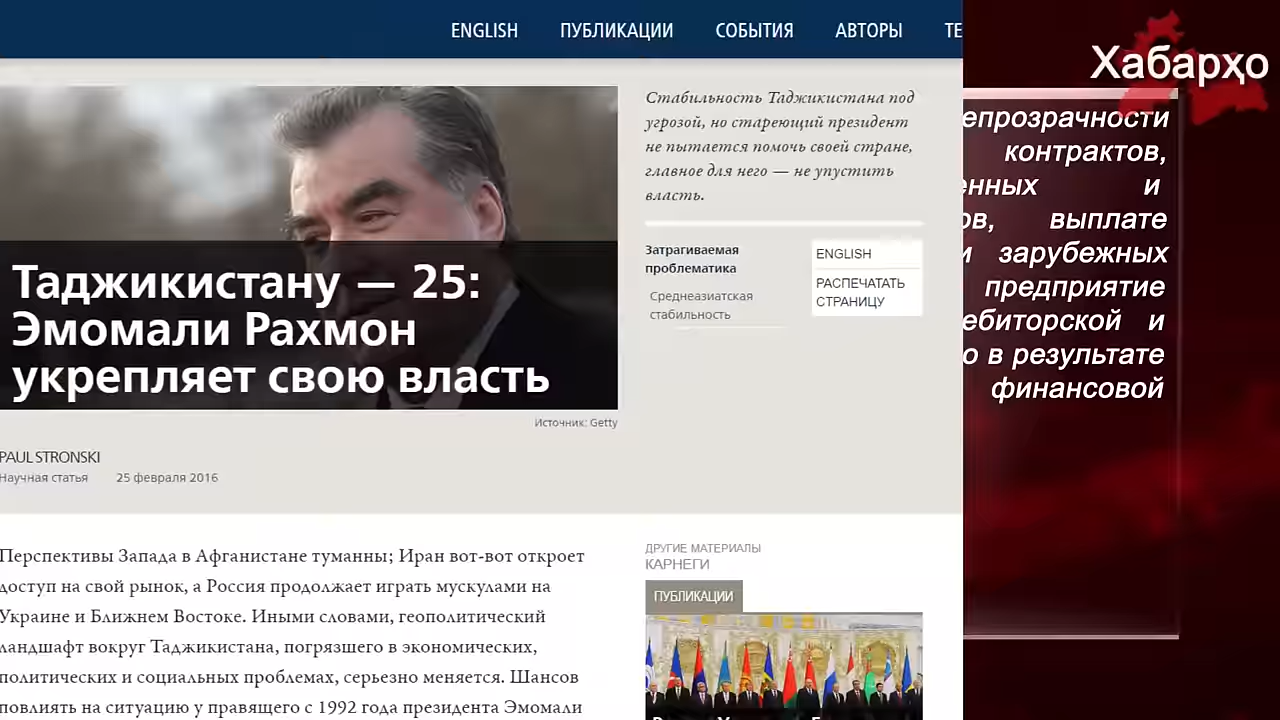 ENGLISH ПУБЛИКАЦИИ СОБЫТИЯ АВТОРЫ
Таджикистану — 25:
Эмомали Рахмон
укрепляет свою власть
Источник: Getty
PAUL STRONSKI
Научная статья 25 февраля 2016
Стабильность Таджикистана под
угрозой, но стареющий президент
не пытается помочь своей стране,
главное для него — не упустить
власть.
Затрагиваемая
проблематика
Среднеазиатская
стабильность
ENGLISH
РАСПЕЧАТАТЬ
СТРАНИЦУ
Перспективы Запада в Афганистане туманны; Иран вот-вот откроет
доступ на свой рынок, а Россия продолжает играть мускулами на
Украине и Ближнем Востоке. Иными словами, геополитический
ландшафт вокруг Таджикистана, погрязшего в экономических,
политических и социальных проблемах, серьезно меняется. Шансов
повлиять на ситуацию у правящего с 1992 года президента Эмомали
ДРУГИЕ МАТЕРИАЛЫ
КАРНЕГИ
ПУБЛИКАЦИИ
Хабарҳо
епрозрачности
контрактов,
енных и
ов, выплате
и зарубежных
предприятие
ебиторской и
о в результате
финансовой